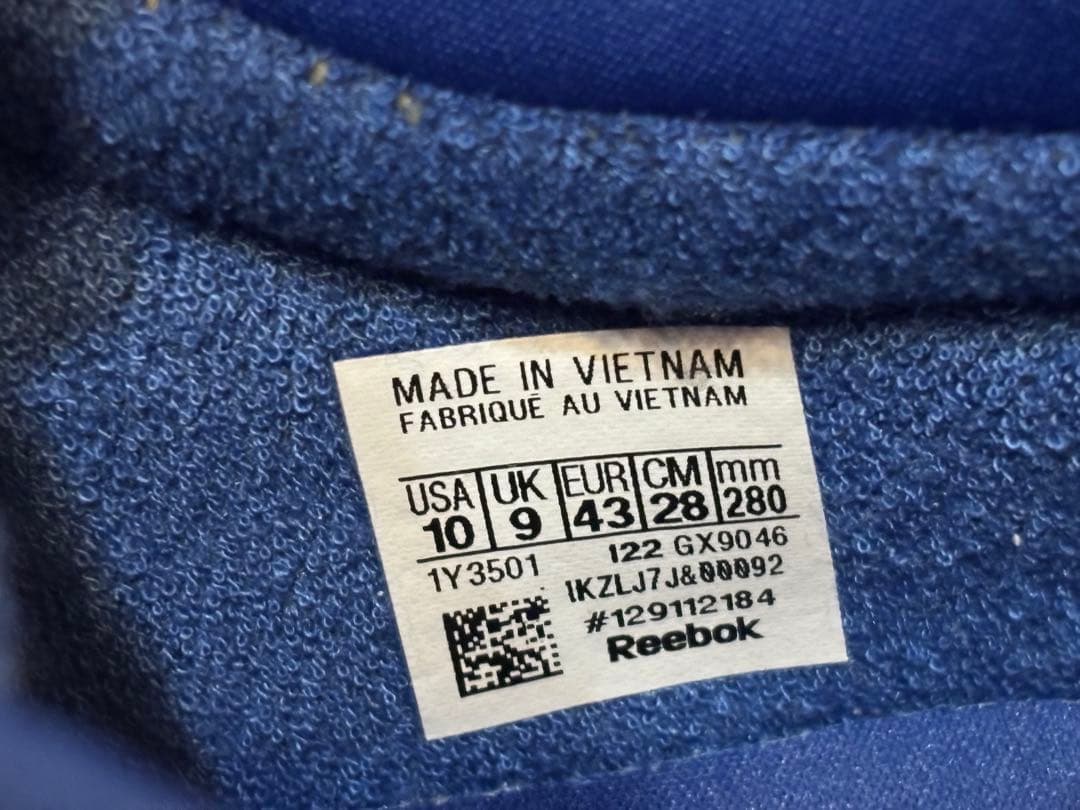 MADE IN VIETNAM
FABRIQUÉ AU VIETNAM
USA UK EUR CM mm
10 9 43 28 280
1Y3501 122 GX9046
IKZLJ7J&00092
#129112184
Reebok